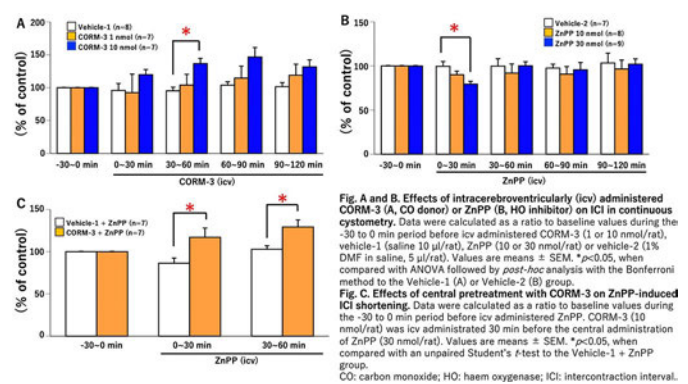 A
Vehicle-1 (n=8)
CORM-3 1 nmol (n=7)
CORM-3 10 nmol (n=7)
(% of control)
200
150
100
50
0
*
-30~0 min
0~30 min
30~60 min
60~90 min
90~120 min
CORM-3 (icv)
B
Vehicle-2 (n=7)
ZnPP 10 nmol (n=8)
ZnPP 30 nmol (n=9)
(% of control)
200
150
100
50
0
*
-30~0 min
0~30 min
30~60 min
60~90 min
90~120 min
ZnPP (icv)
C
Vehicle-1 + ZnPP (n=7)
CORM-3 + ZnPP (n=7)
(% of control)
150
100
50
0
*
*
-30~0 min
0~30 min
30~60 min
ZnPP (icv)
Fig. A and B. Effects of intracerebroventricularly (icv) administered
CORM-3 (A, CO donor) or ZnPP (B, HO inhibitor) on ICI in continuous
cystometry. Data were calculated as a ratio to baseline values during the
-30 to 0 min period before icv administered CORM-3 (1 or 10 nmol/rat),
vehicle-1 (saline 10 μl/rat), ZnPP (10 or 30 nmol/rat) or vehicle-2 (1%
DMF in saline, 5 μl/rat). Values are means ± SEM. *p<0.05, when
compared with ANOVA followed by post-hoc analysis with the Bonferroni
method to the Vehicle-1 (A) or Vehicle-2 (B) group.
Fig. C. Effects of central pretreatment with CORM-3 on ZnPP-induced
ICI shortening. Data were calculated as a ratio to baseline values during
the -30 to 0 min period before icv administered ZnPP. CORM-3 (10
nmol/rat) was icv administrated 30 min before the central administration
of ZnPP (30 nmol/rat). Values are means ± SEM. *p<0.05, when
compared with an unpaired Student's t-test to the Vehicle-1 + ZnPP
group.
CO: carbon monoxide; HO: haem oxygenase; ICI: intercontraction interval.